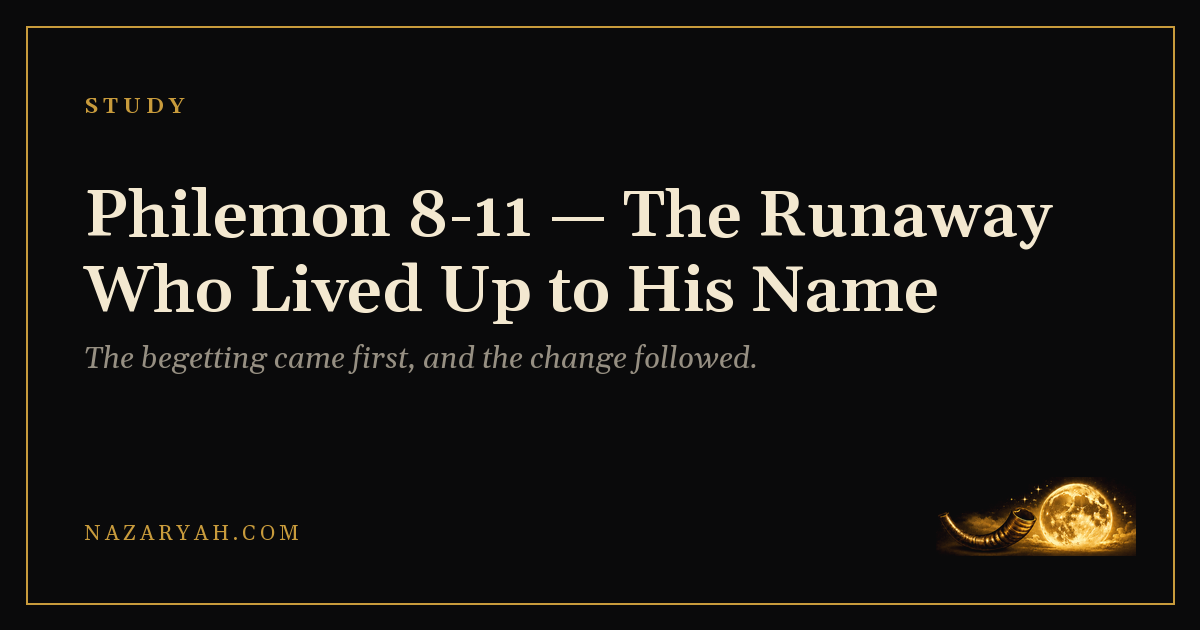 STUDY
Philemon 8-11 — The Runaway
Who Lived Up to His Name
The begetting came first, and the change followed.
NAZARYAH.COM